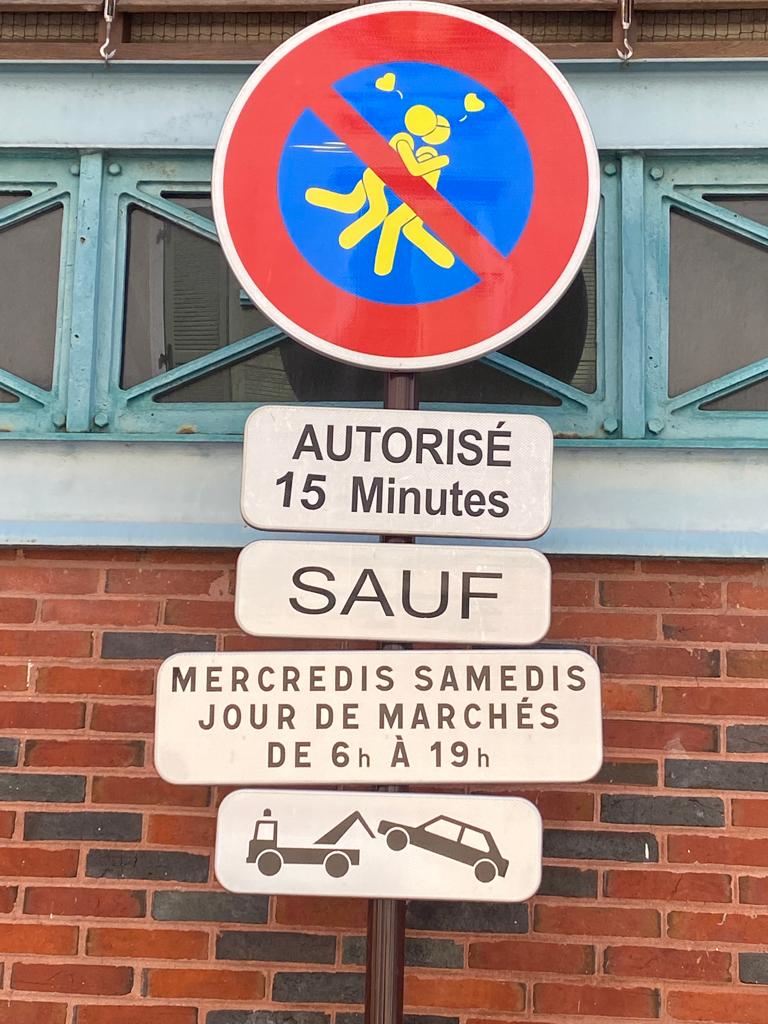 AUTORISÉ
15 Minutes
SAUF
MERCREDIS SAMEDIS
JOUR DE MARCHÉS
DE 6h À 19h